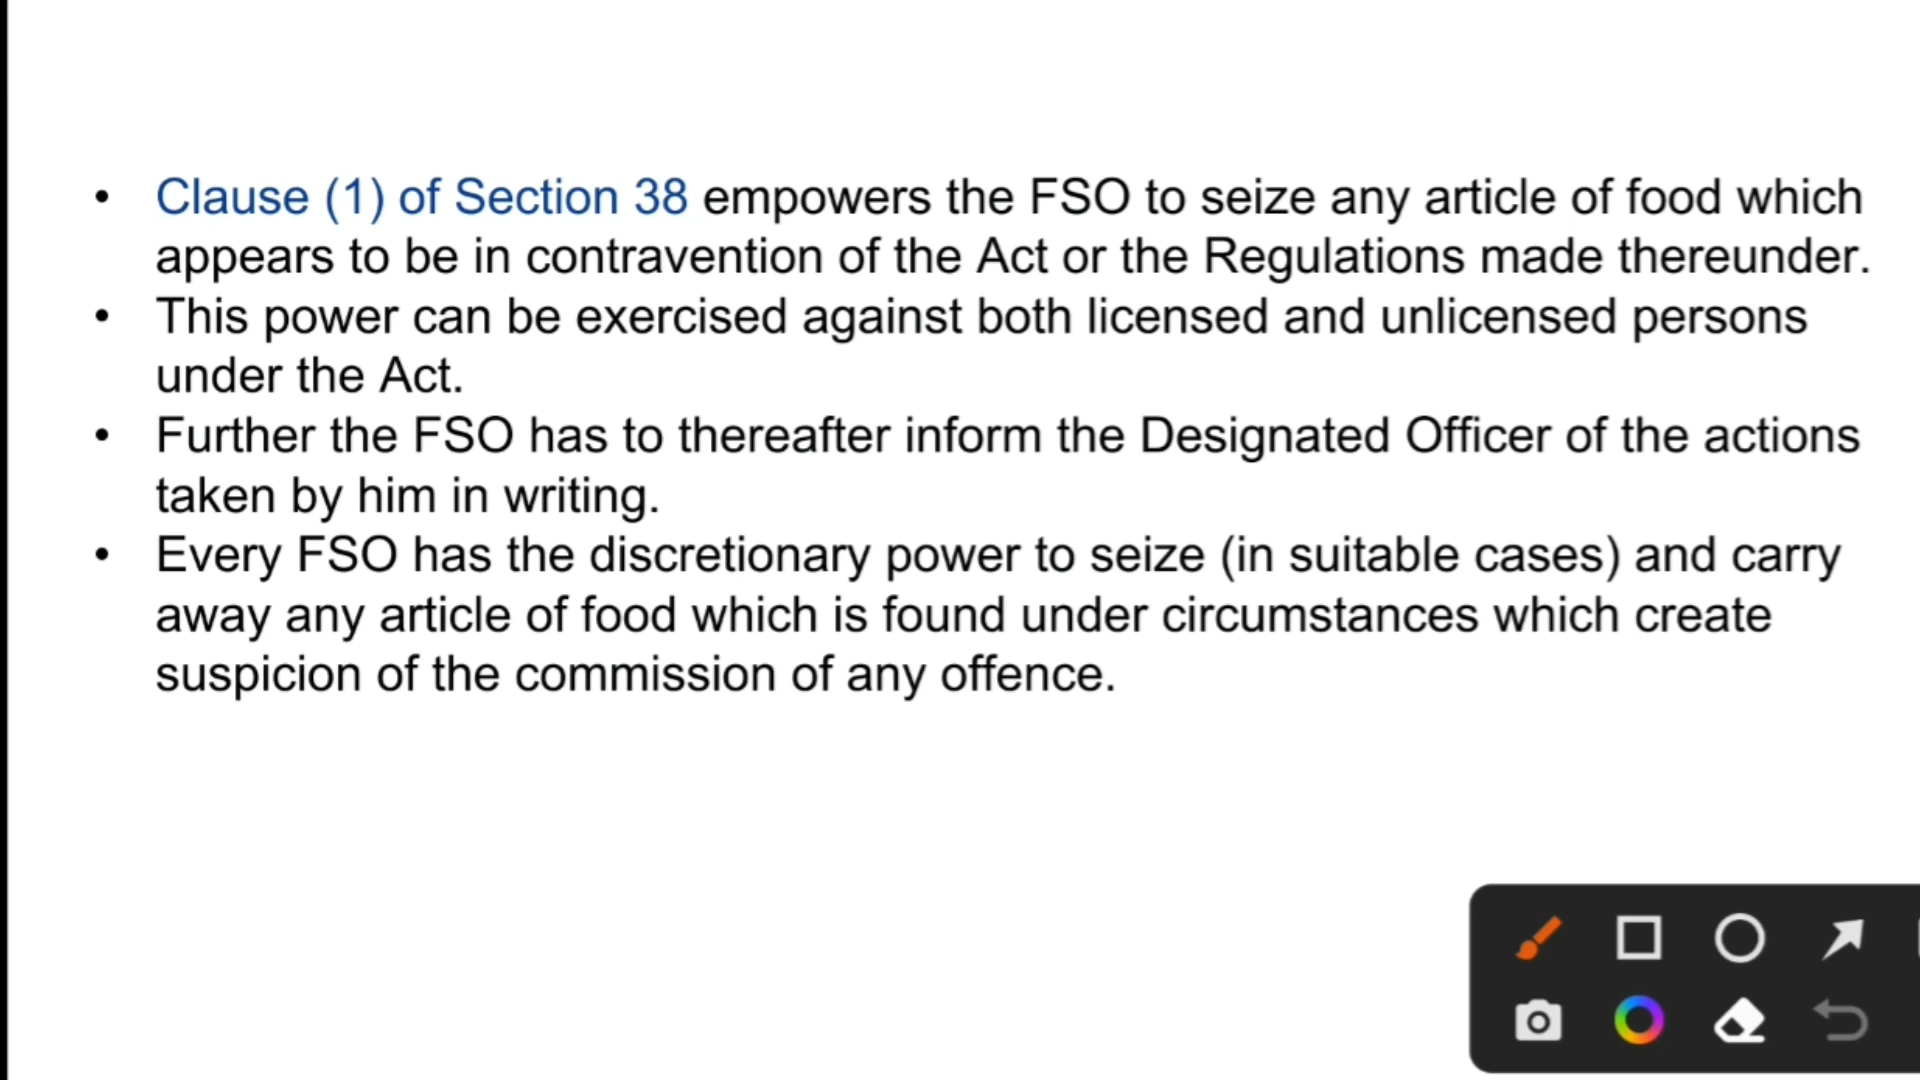 • Clause (1) of Section 38 empowers the FSO to seize any article of food which
appears to be in contravention of the Act or the Regulations made thereunder.
• This power can be exercised against both licensed and unlicensed persons
under the Act.
• Further the FSO has to thereafter inform the Designated Officer of the actions
taken by him in writing.
• Every FSO has the discretionary power to seize (in suitable cases) and carry
away any article of food which is found under circumstances which create
suspicion of the commission of any offence.